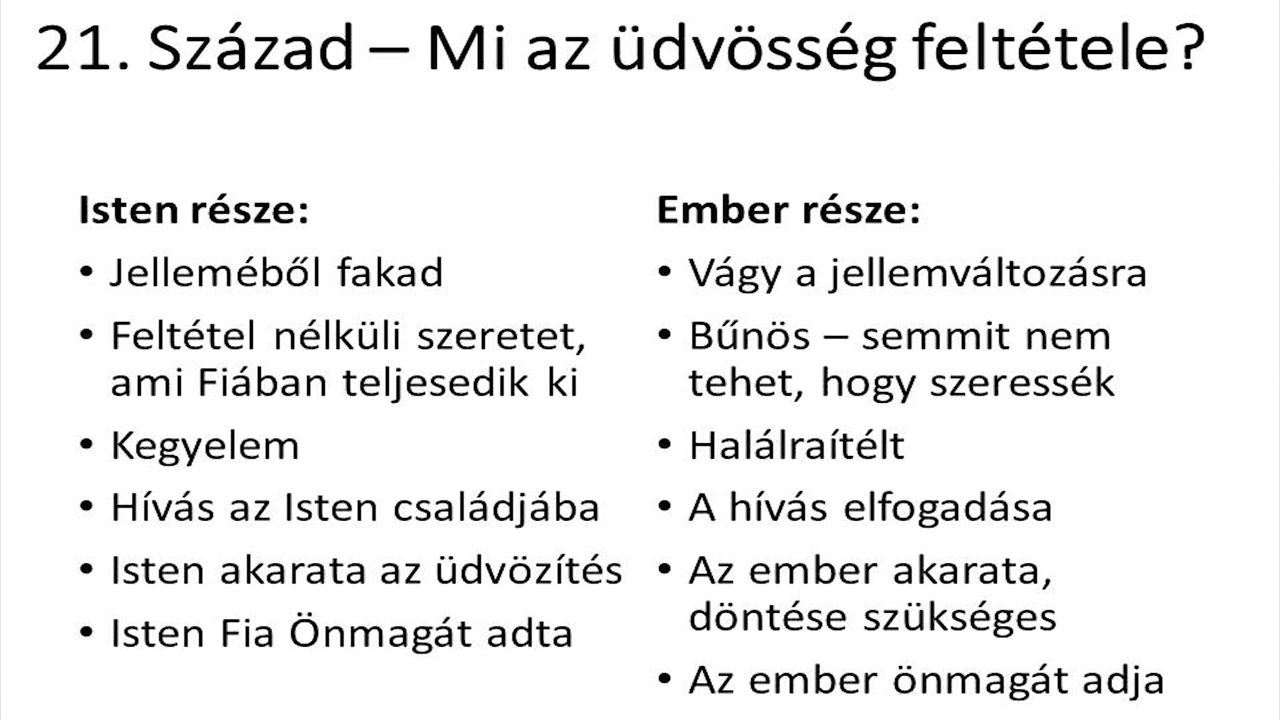 21. Század – Mi az üdvösség feltétele?
Isten része:
• Jelleméből fakad
• Feltétel nélküli szeretet,
ami Fiában teljesedik ki
• Kegyelem
• Hívás az Isten családjába
• Isten akarata az üdvözítés
• Isten Fia Önmagát adta
Ember része:
• Vágy a jellemváltozásra
• Bűnös – semmit nem
tehet, hogy szeressék
• Halálraítélt
• A hívás elfogadása
• Az ember akarata,
döntése szükséges
• Az ember önmagát adja